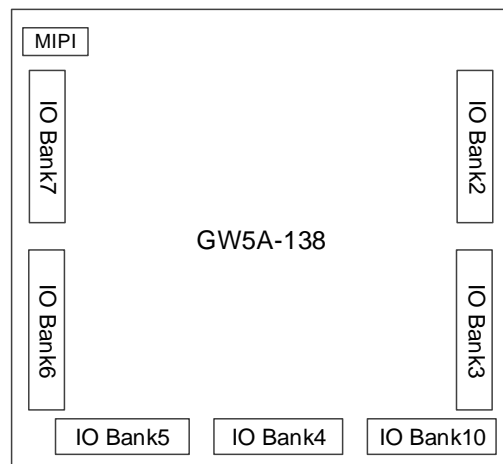 MIPI
IO Bank7
IO Bank2
GW5A-138
IO Bank6
IO Bank3
IO Bank5
IO Bank4
IO Bank10